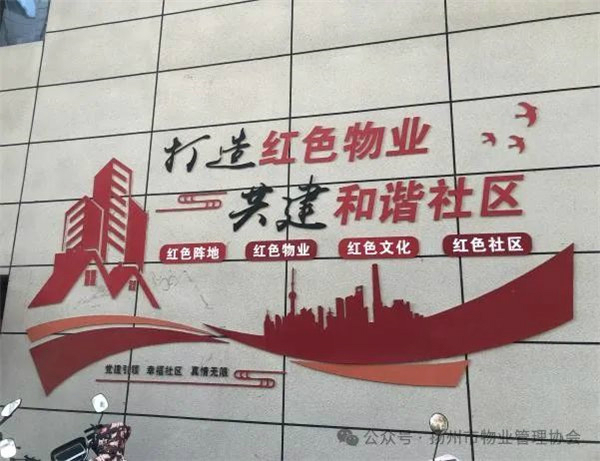 打造红色物业
共建和谐社区
红色阵地 红色物业 红色文化 红色社区
党建引领 幸福社区 真情无限
公众号·扬州市物业管理协会